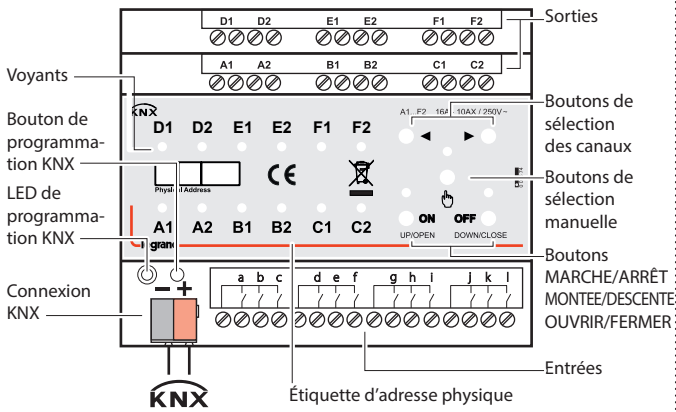 D1 D2 E1 E2 F1 F2
Sorties
A1 A2 B1 B2 C1 C2
Voyants
KNX
A1... F2 16A - 10AX / 250V~
Boutons de
sélection
des canaux
D1 D2 E1 E2 F1 F2
Bouton de
programma-
tion KNX
Physical Address
CE
Boutons de
sélection
manuelle
LED de
programma-
tion KNX
A1 A2 B1 B2 C1 C2
ON OFF
UP/OPEN DOWN/CLOSE
legrand
Boutons
MARCHE/ARRÊT
MONTEE/DESCENTE
OUVRIR/FERMER
a b c d e f g h i j k l
– +
Connexion
KNX
Entrées
KNX
Étiquette d'adresse physique